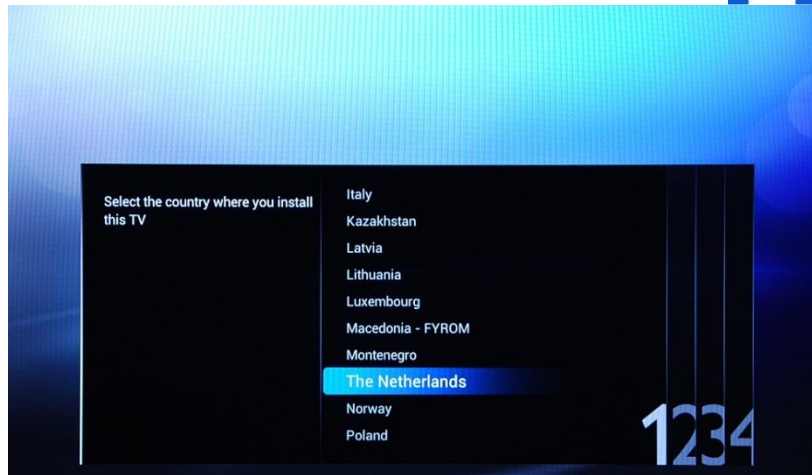 Select the country where you install
this TV
Italy
Kazakhstan
Latvia
Lithuania
Luxembourg
Macedonia - FYROM
Montenegro
The Netherlands
Norway
Poland
1234